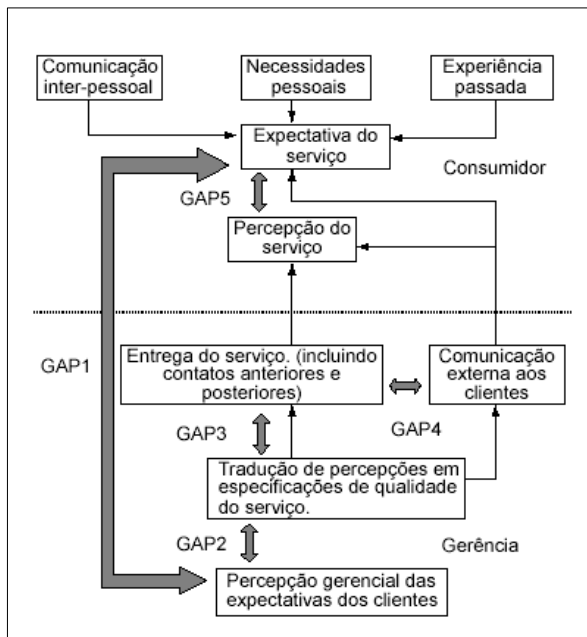 Comunicação
inter-pessoal
Necessidades
pessoais
Experiência
passada
Expectativa do
serviço
Consumidor
GAP5
Percepção do
serviço
GAP1
Entrega do serviço. (incluindo
contatos anteriores e
posteriores)
Comunicação
externa aos
clientes
GAP3
GAP4
Tradução de percepções em
especificações de qualidade
do serviço.
GAP2
Gerência
Percepção gerencial das
expectativas dos clientes